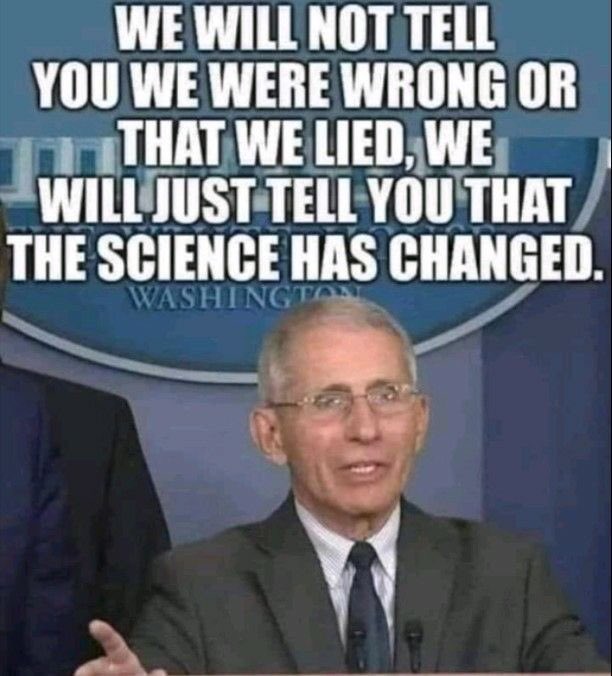 WE WILL NOT TELL
YOU WE WERE WRONG OR
THAT WE LIED, WE
WILL JUST TELL YOU THAT
THE SCIENCE HAS CHANGED.
WASHINGTON